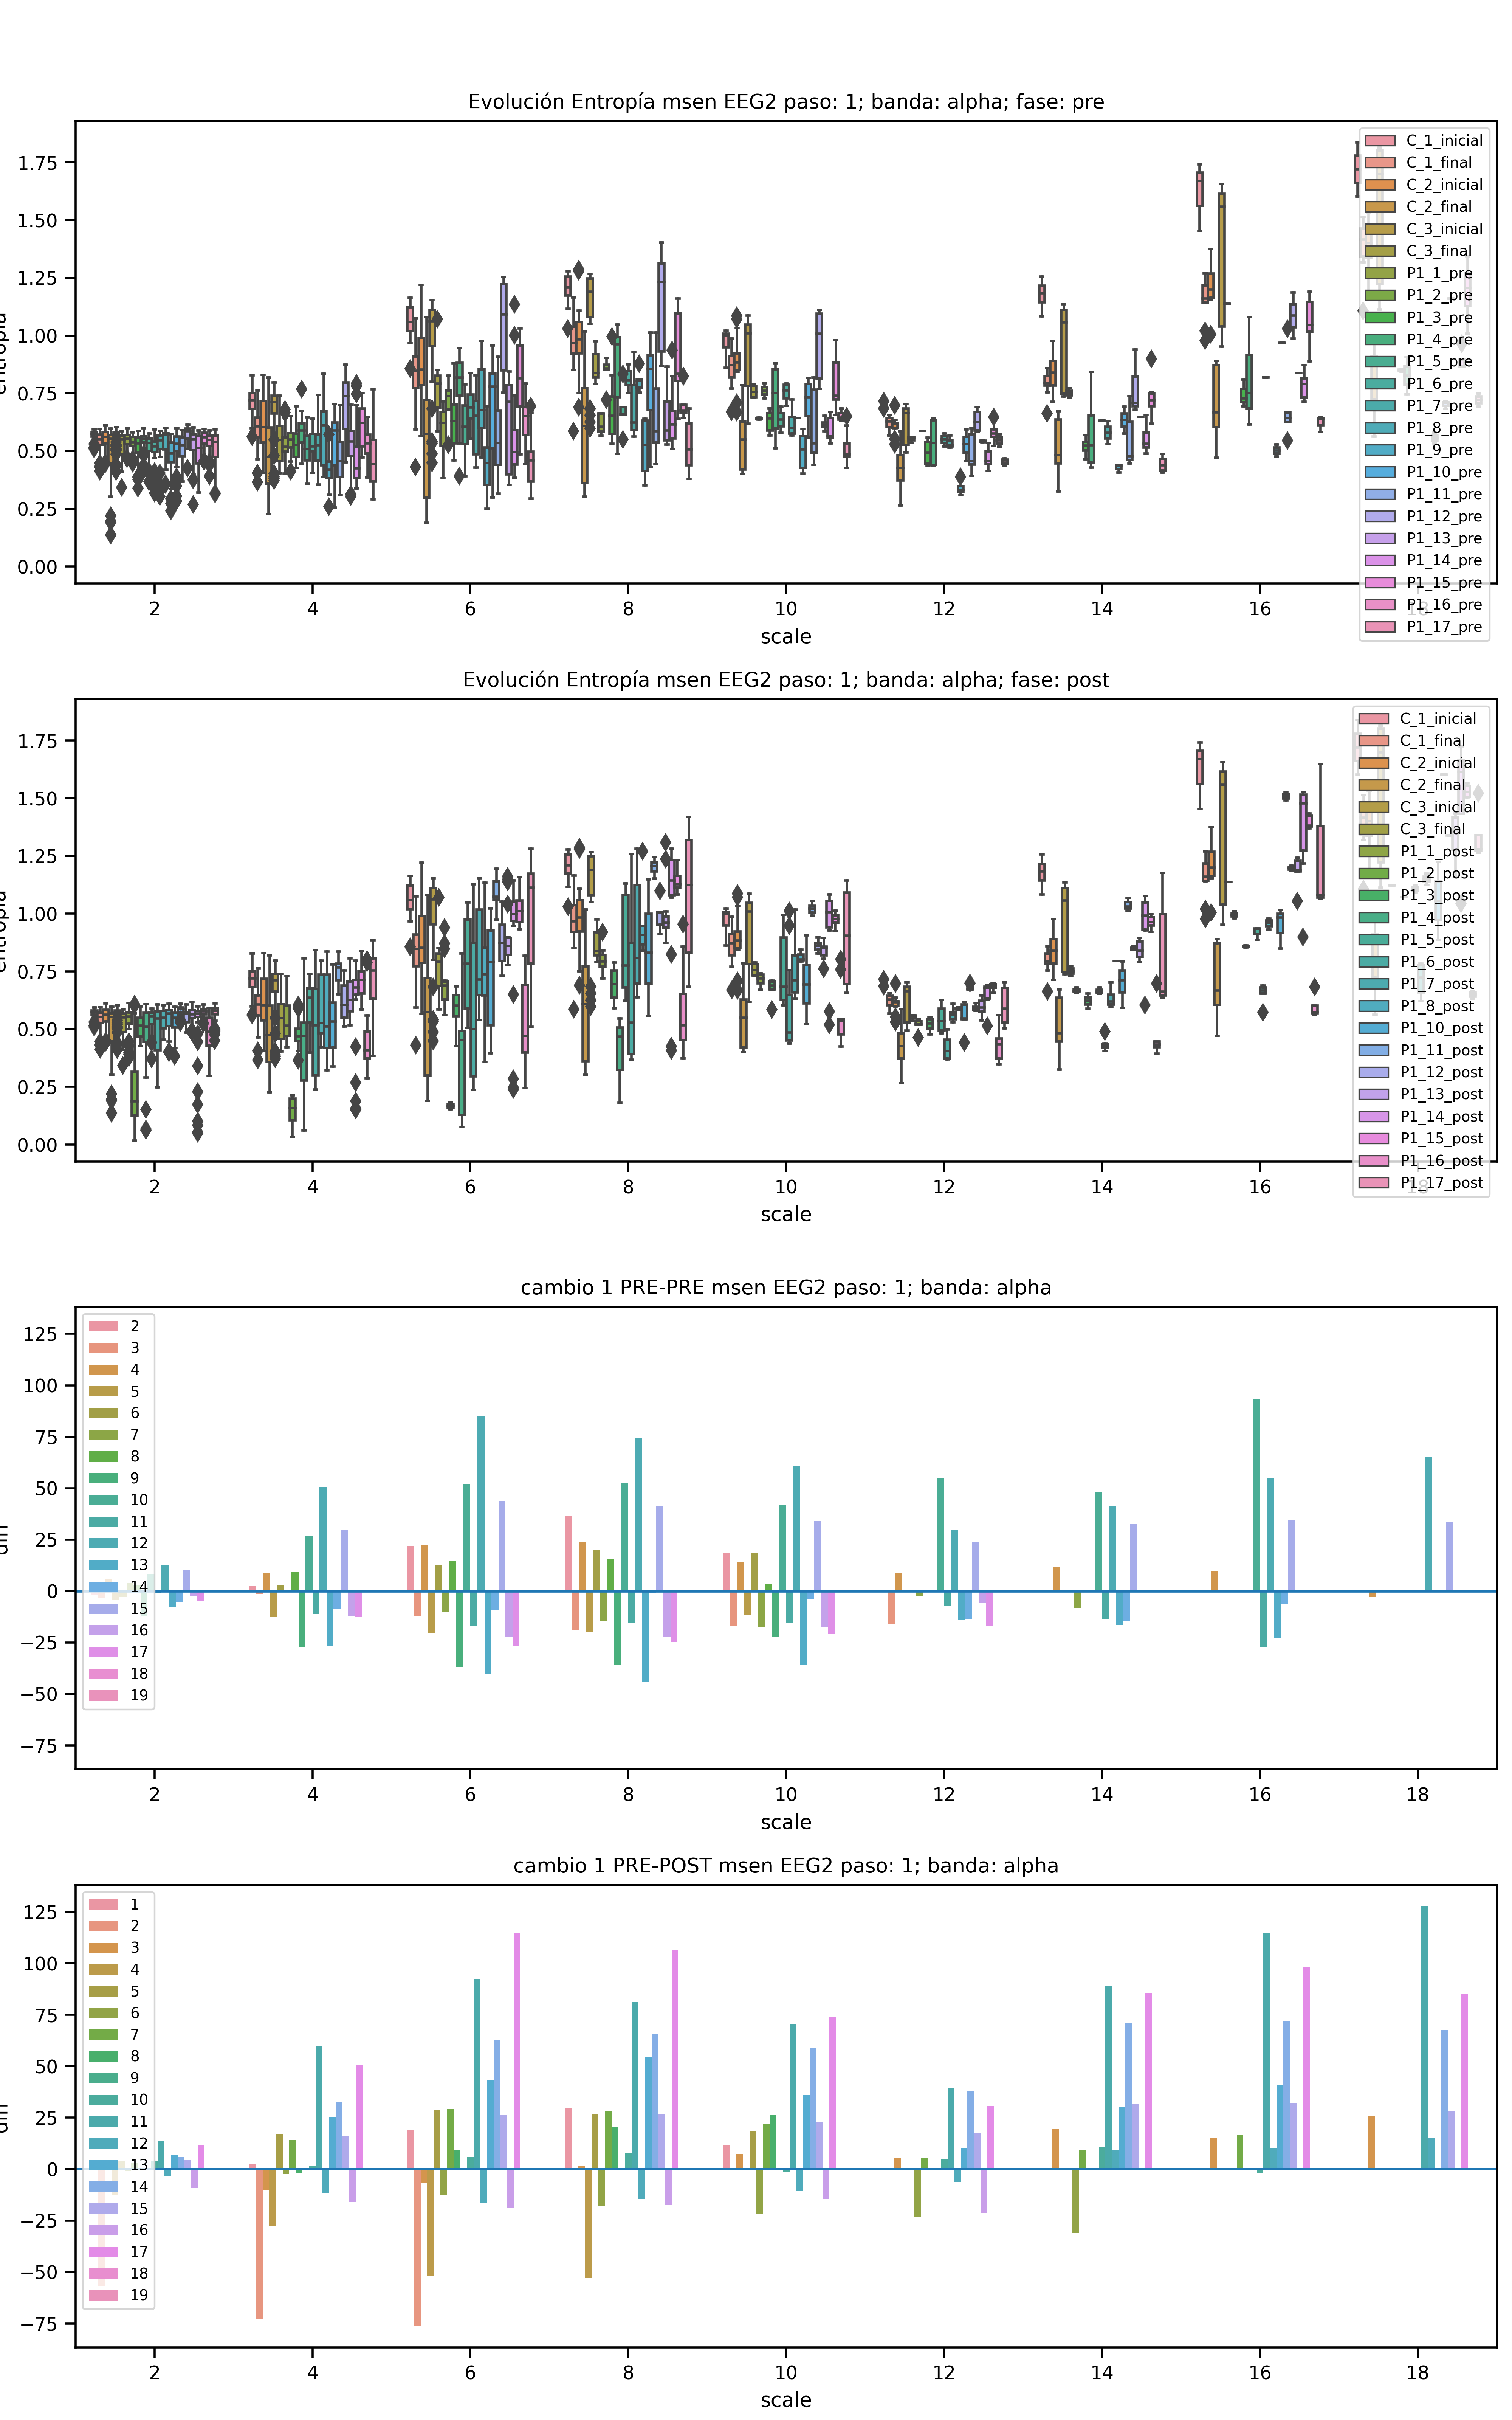 Evolución Entropía msen EEG2 paso: 1; banda: alpha; fase: pre
1.75
1.50
1.25
1.00
0.75
0.50
0.25
0.00
entropia
2 4 6 8 10 12 14 16 18
scale
C_1_inicial
C_1_final
C_2_inicial
C_2_final
C_3_inicial
C_3_final
P1_1_pre
P1_2_pre
P1_3_pre
P1_4_pre
P1_5_pre
P1_6_pre
P1_7_pre
P1_8_pre
P1_9_pre
P1_10_pre
P1_11_pre
P1_12_pre
P1_13_pre
P1_14_pre
P1_15_pre
P1_16_pre
P1_17_pre
Evolución Entropía msen EEG2 paso: 1; banda: alpha; fase: post
1.75
1.50
1.25
1.00
0.75
0.50
0.25
0.00
entropia
2 4 6 8 10 12 14 16 18
scale
C_1_inicial
C_1_final
C_2_inicial
C_2_final
C_3_inicial
C_3_final
P1_1_post
P1_2_post
P1_3_post
P1_4_post
P1_5_post
P1_6_post
P1_7_post
P1_8_post
P1_10_post
P1_11_post
P1_12_post
P1_13_post
P1_14_post
P1_15_post
P1_16_post
P1_17_post
cambio 1 PRE-PRE msen EEG2 paso: 1; banda: alpha
125
100
75
50
25
0
−25
−50
−75
2
3
4
5
6
7
8
9
10
11
12
13
14
15
16
17
18
19
2 4 6 8 10 12 14 16 18
scale
cambio 1 PRE-POST msen EEG2 paso: 1; banda: alpha
125
100
75
50
25
0
−25
−50
−75
1
2
3
4
5
6
7
8
9
10
11
12
13
14
15
16
17
18
19
2 4 6 8 10 12 14 16 18
scale